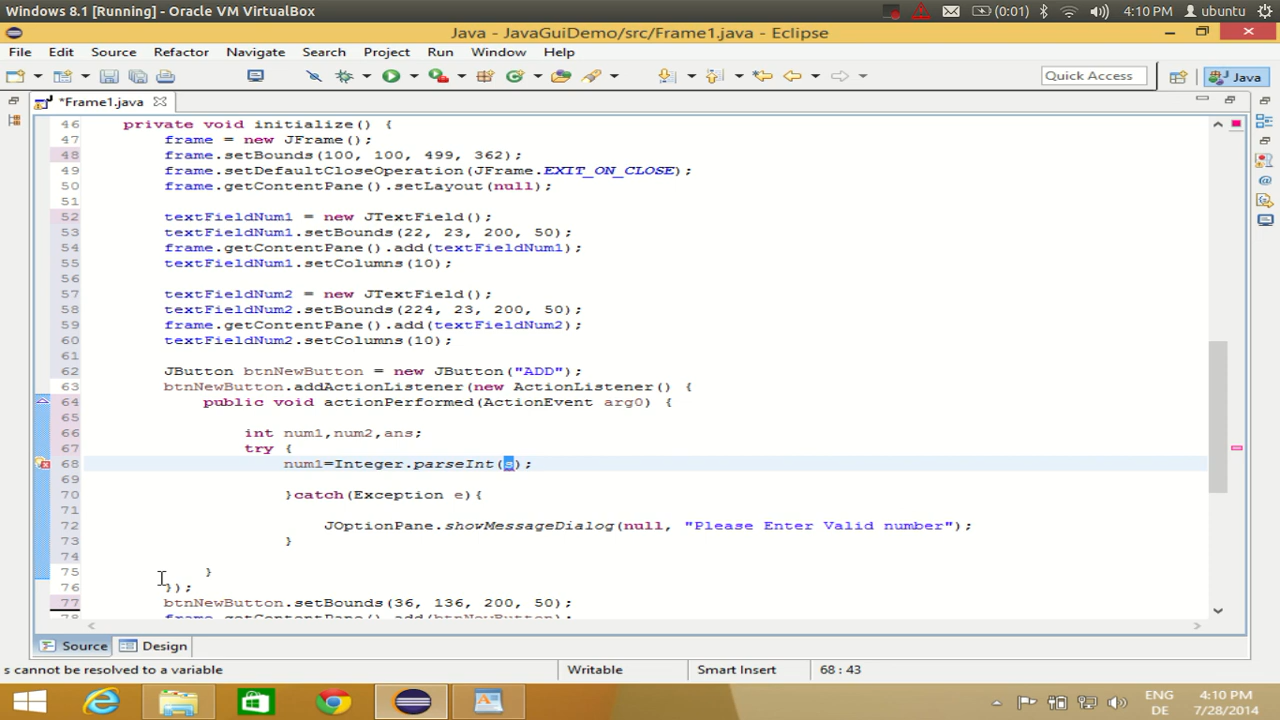 Windows 8.1 [Running] - Oracle VM VirtualBox
(0:01)
4:10 PM
ubuntu
Java - JavaGuiDemo/src/Frame1.java - Eclipse
File Edit Source Refactor Navigate Search Project Run Window Help
Quick Access
Java
*Frame1.java
46 private void initialize() {
47 frame = new JFrame();
48 frame.setBounds(100, 100, 499, 362);
49 frame.setDefaultCloseOperation(JFrame.EXIT_ON_CLOSE);
50 frame.getContentPane().setLayout(null);
51
52 textFieldNum1 = new JTextField();
53 textFieldNum1.setBounds(22, 23, 200, 50);
54 frame.getContentPane().add(textFieldNum1);
55 textFieldNum1.setColumns(10);
56
57 textFieldNum2 = new JTextField();
58 textFieldNum2.setBounds(224, 23, 200, 50);
59 frame.getContentPane().add(textFieldNum2);
60 textFieldNum2.setColumns(10);
61
62 JButton btnNewButton = new JButton("ADD");
63 btnNewButton.addActionListener(new ActionListener() {
64 public void actionPerformed(ActionEvent arg0) {
65
66 int num1,num2,ans;
67 try {
68 num1=Integer.parseInt(s);
69
70 }catch(Exception e){
71
72 JOptionPane.showMessageDialog(null, "Please Enter Valid number");
73 }
74
75 }
76 });
77 btnNewButton.setBounds(36, 136, 200, 50);
78 frame.getContentPane().add(btnNewButton);
Source Design
s cannot be resolved to a variable
Writable
Smart Insert
68 : 43
ENG
DE
4:10 PM
7/28/2014